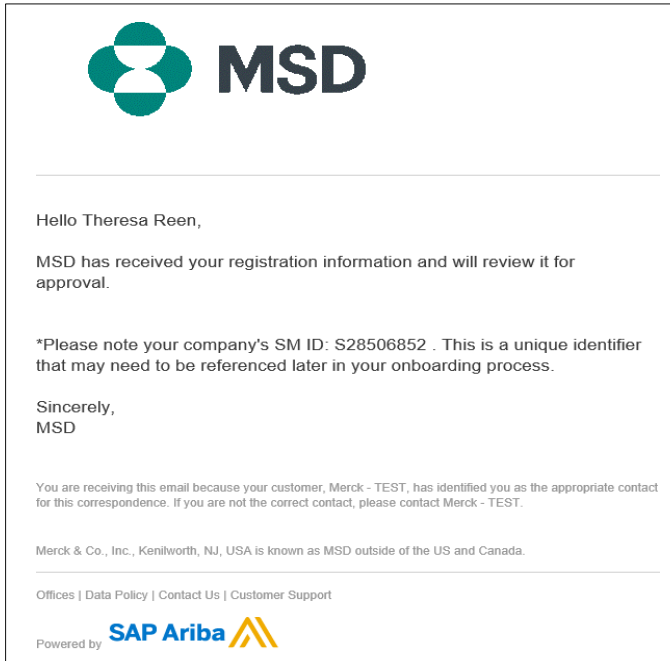 MSD
Hello Theresa Reen,
MSD has received your registration information and will review it for
approval.
*Please note your company's SM ID: S28506852 . This is a unique identifier
that may need to be referenced later in your onboarding process.
Sincerely,
MSD
You are receiving this email because your customer, Merck - TEST, has identified you as the appropriate contact
for this correspondence. If you are not the correct contact, please contact Merck - TEST.
Merck & Co., Inc., Kenilworth, NJ, USA is known as MSD outside of the US and Canada.
Offices | Data Policy | Contact Us | Customer Support
Powered by SAP Ariba